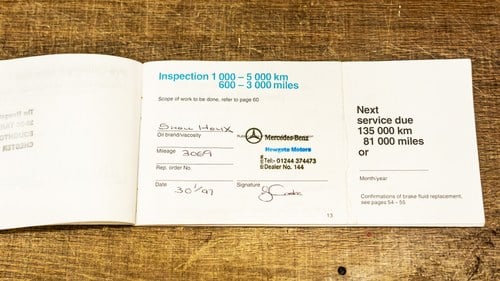 Inspection 1 000 – 5 000 km
600 – 3 000 miles
Scope of work to be done, refer to page 60
Shell Helix
Oil brand/viscosity
Mercedes-Benz
Newgate Motors
Mileage 3069
Tel:- 01244 374473
Dealer No. 144
Rep. order No.
Date 30/1/97
Signature
13
Next
service due
135 000 km
81 000 miles
or
Month/year
Confirmations of brake fluid replacement,
see pages 54 – 55